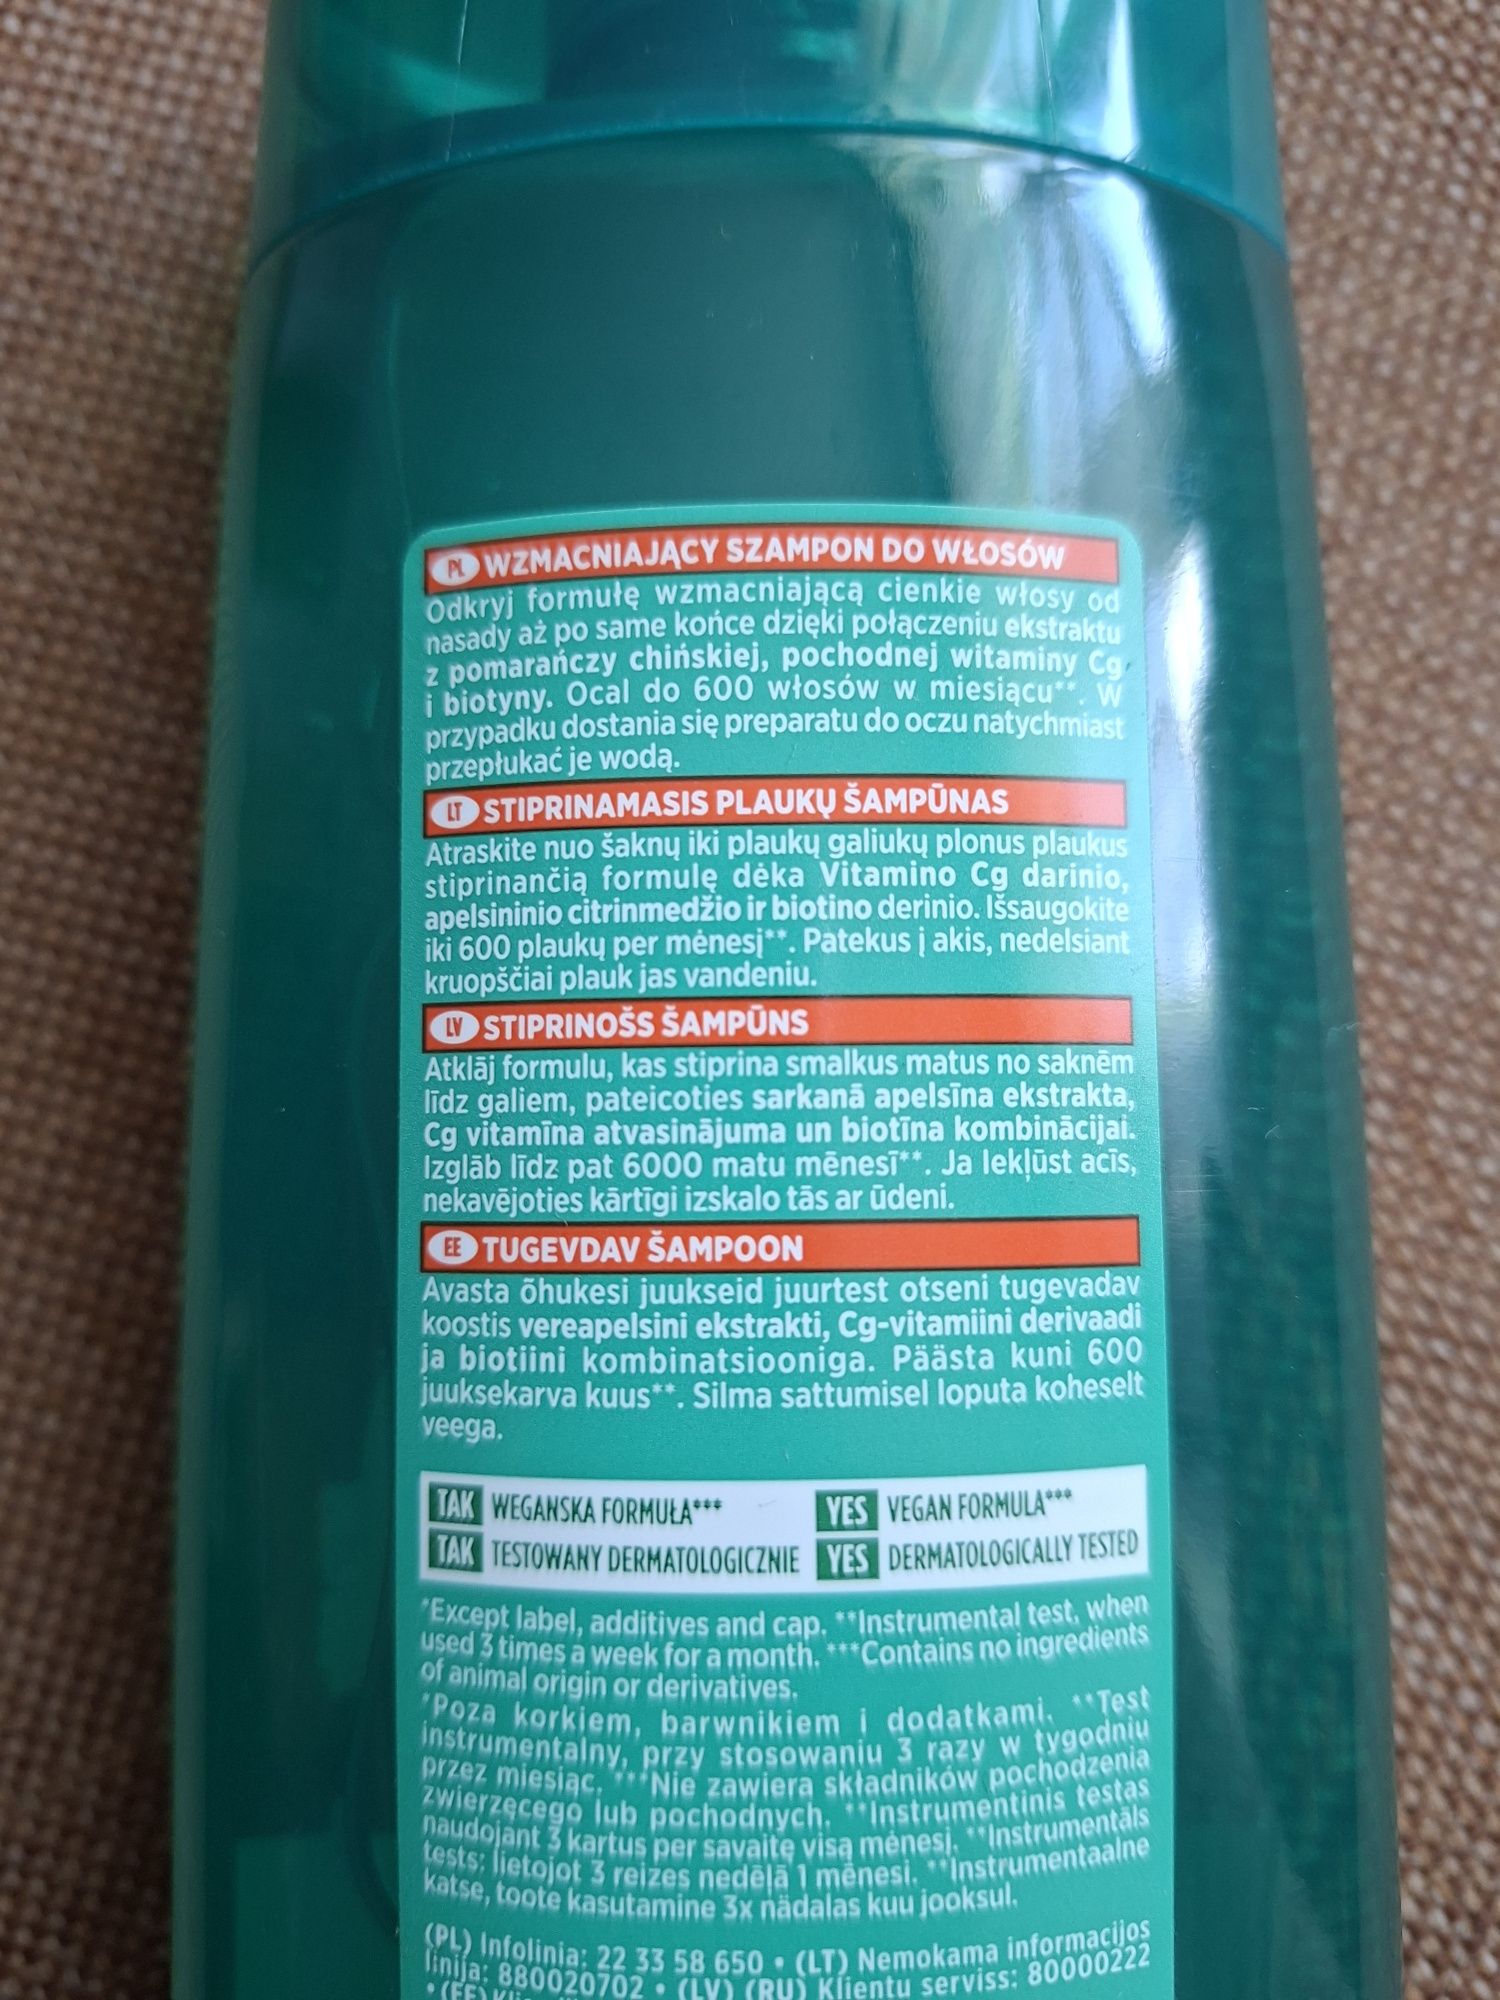 PL WZMACNIAJĄCY SZAMPON DO WŁOSÓW
Odkryj formułę wzmacniającą cienkie włosy od
nasady aż po same końce dzięki połączeniu ekstraktu
z pomarańczy chińskiej, pochodnej witaminy Cg
i biotyny. Ocal do 600 włosów w miesiącu**. W
przypadku dostania się preparatu do oczu natychmiast
przepłukać je wodą.
LT STIPRINAMASIS PLAUKŲ ŠAMPŪNAS
Atraskite nuo šaknų iki plaukų galiukų plonus plaukus
stiprinančią formulę dėka Vitamino Cg darinio,
apelsininio citrinmedžio ir biotino derinio. Išsaugokite
iki 600 plaukų per mėnesį**. Patekus į akis, nedelsiant
kruopščiai plauk jas vandeniu.
LV STIPRINOŠS ŠAMPŪNS
Atklāj formulu, kas stiprina smalkus matus no saknēm
līdz galiem, pateicoties sarkanā apelsīna ekstrakta,
Cg vitamīna atvasinājuma un biotīna kombinācijai.
Izglāb līdz pat 6000 matu mēnesī**. Ja Iekļūst acīs,
nekavējoties kārtīgi izskalo tās ar ūdeni.
EE TUGEVDAV ŠAMPOON
Avasta õhukesi juukseid juurtest otseni tugevadav
koostis vereapelsini ekstrakti, Cg-vitamiini derivaadi
ja biotiini kombinatsiooniga. Päästa kuni 600
juuksekarva kuus**. Silma sattumisel loputa koheselt
veega.
TAK WEGAŃSKA FORMUŁA*** YES VEGAN FORMULA***
TAK TESTOWANY DERMATOLOGICZNIE YES DERMATOLOGICALLY TESTED
*Except label, additives and cap. **Instrumental test, when
used 3 times a week for a month. ***Contains no ingredients
of animal origin or derivatives.
*Poza korkiem, barwnikiem i dodatkami. **Test
instrumentalny, przy stosowaniu 3 razy w tygodniu
przez miesiąc. ***Nie zawiera składników pochodzenia
zwierzęcego lub pochodnych. **Instrumentinis testas
naudojant 3 kartus per savaitę visą mėnesį. **Instrumentāls
tests: lietojot 3 reizes nedēļā 1 mēnesi. **Instrumentaalne
katse, toote kasutamine 3x nädalas kuu jooksul.
(PL) Infolinia: 22 33 58 650 • (LT) Nemokama informacijos
linija: 880020702 • (LV) (RU) Klientu serviss: 80000222
• (EE)